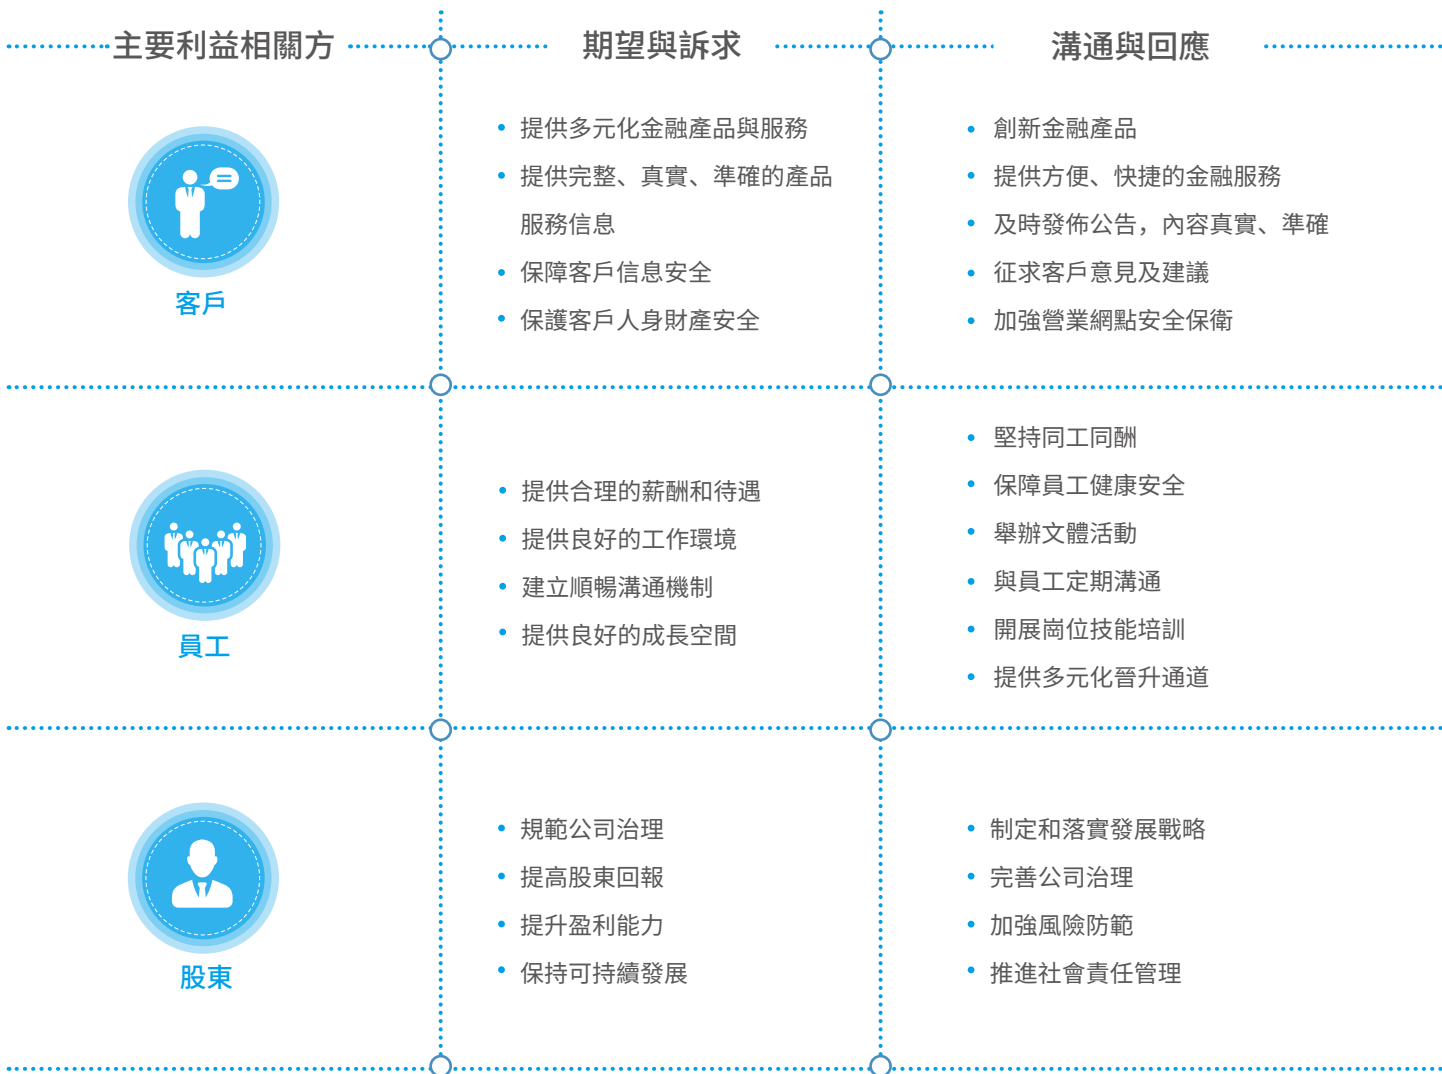 主要利益相關方
期望與訴求
溝通與回應
客戶
提供多元化金融產品與服務
提供完整、真實、準確的產品
服務信息
保障客戶信息安全
保護客戶人身財產安全
創新金融產品
提供方便、快捷的金融服務
及時發佈公告，內容真實、準確
征求客戶意見及建議
加強營業網點安全保衛
員工
提供合理的薪酬和待遇
提供良好的工作環境
建立順暢溝通機制
提供良好的成長空間
堅持同工同酬
保障員工健康安全
舉辦文體活動
與員工定期溝通
開展崗位技能培訓
提供多元化晉升通道
股東
規範公司治理
提高股東回報
提升盈利能力
保持可持續發展
制定和落實發展戰略
完善公司治理
加強風險防範
推進社會責任管理